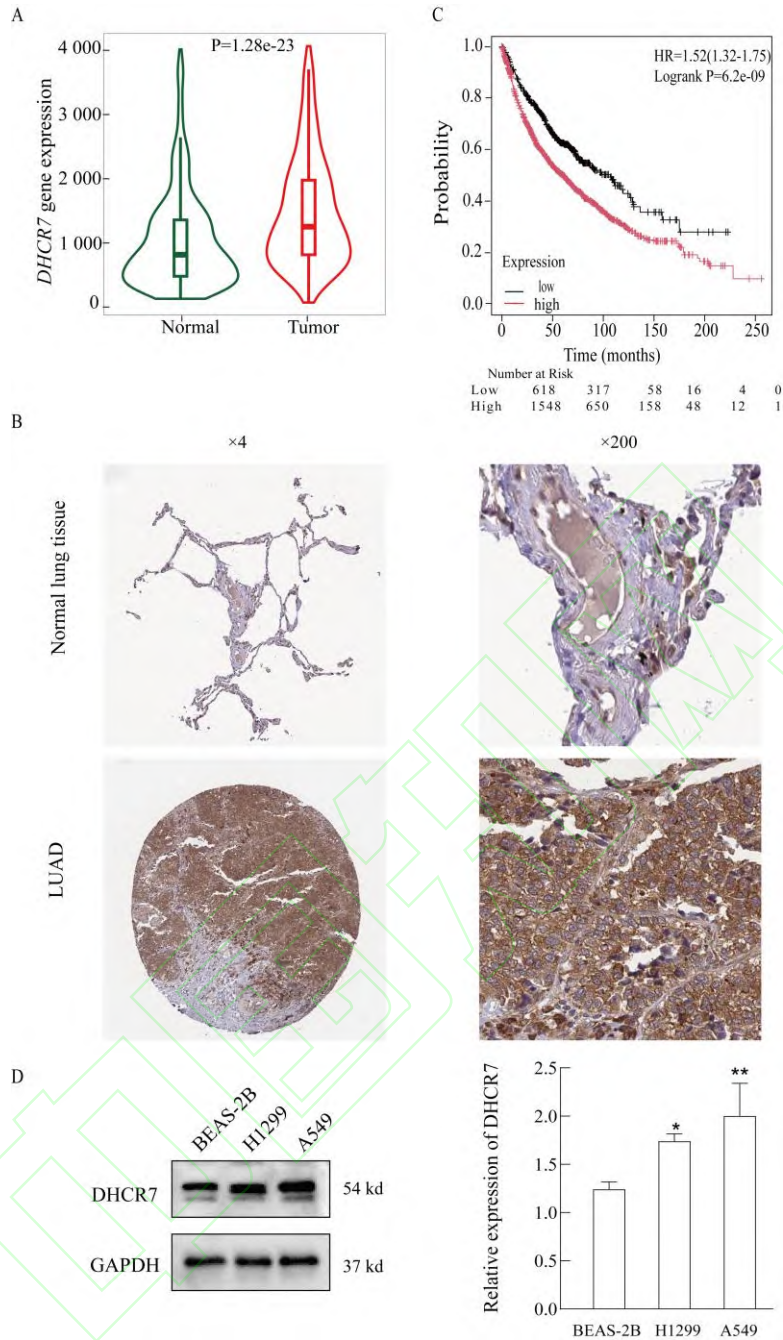 A
P=1.28e-23
4 000
3 000
2 000
1 000
0
DHCR7 gene expression
Normal
Tumor
C
HR=1.52(1.32-1.75)
Logrank P=6.2e-09
1.0
0.8
0.6
0.4
0.2
0.0
Probability
Expression
low
high
0 50 100 150 200 250
Time (months)
Number at Risk
Low 618 317 58 16 4 0
High 1548 650 158 48 12 1
B
×4
×200
Normal lung tissue
LUAD
D
BEAS-2B
H1299
A549
DHCR7
54 kd
GAPDH
37 kd
2.5
2.0
1.5
1.0
0.5
0.0
Relative expression of DHCR7
*
**
BEAS-2B
H1299
A549